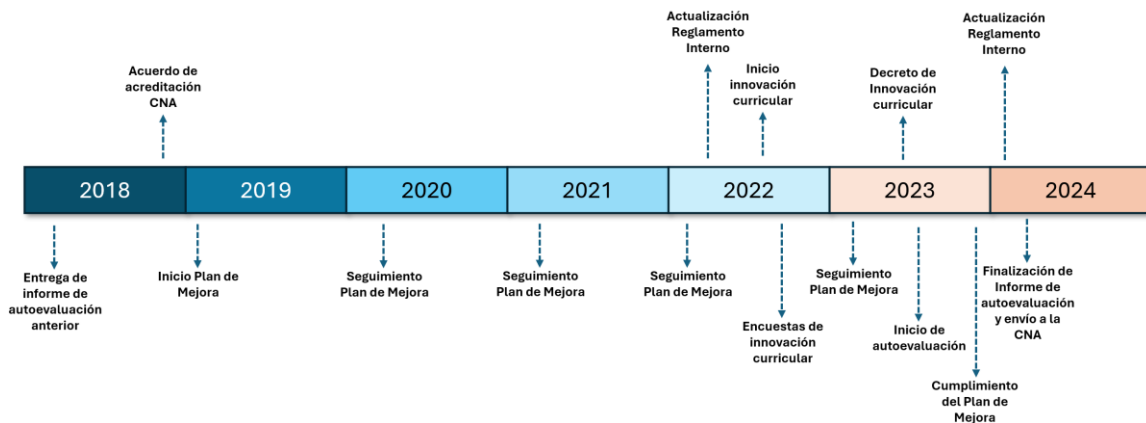 Actualización
Reglamento
Interno
Acuerdo de
acreditación
CNA
Inicio
innovación
curricular
Decreto de
Innovación
curricular
Actualización
Reglamento
Interno
2018
2019
2020
2021
2022
2023
2024
Entrega de
informe de
autoevaluación
anterior
Inicio Plan de
Mejora
Seguimiento
Plan de Mejora
Seguimiento
Plan de Mejora
Seguimiento
Plan de Mejora
Encuestas de
innovación
curricular
Seguimiento
Plan de Mejora
Inicio de
autoevaluación
Cumplimiento
del Plan de
Mejora
Finalización de
Informe de
autoevaluación
y envío a la
CNA